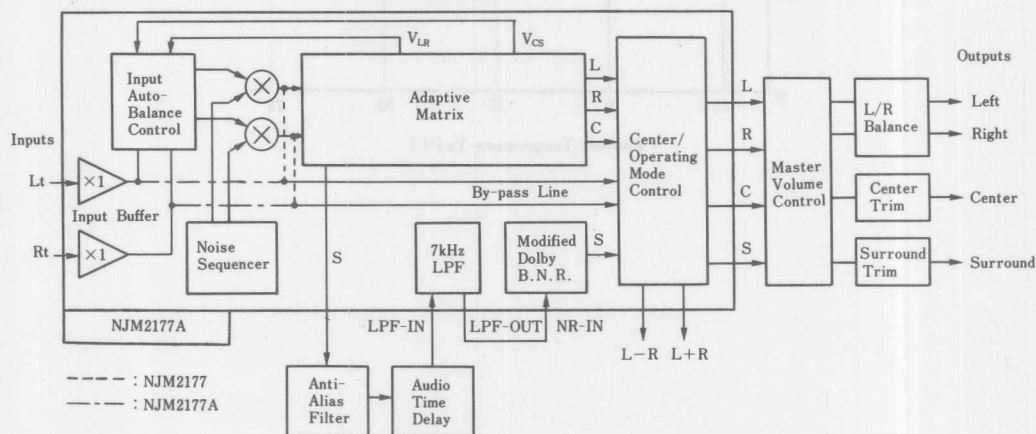 V_LR
V_CS
Input
Auto-
Balance
Control
×
×
Adaptive
Matrix
L
R
C
Center/
Operating
Mode
Control
L
R
C
S
Master
Volume
Control
Outputs
L/R
Balance
Left
Right
Center
Trim
Center
Surround
Trim
Surround
Inputs
Lt
×1
Input Buffer
Rt
×1
Noise
Sequencer
By-pass Line
S
7kHz
LPF
Modified
Dolby
B.N.R.
S
NJM2177A
LPF-IN
LPF-OUT
NR-IN
L−R
L+R
Anti-
Alias
Filter
Audio
Time
Delay
: NJM2177
: NJM2177A